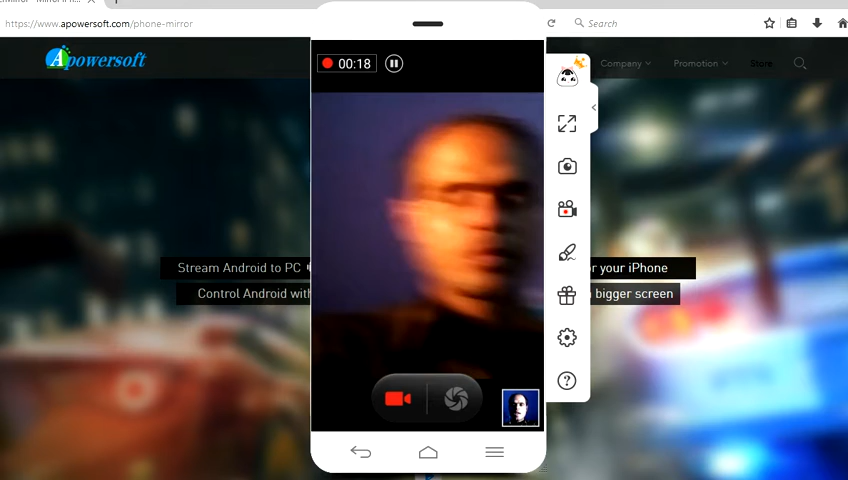 https://www.apowersoft.com/phone-mirror
Search
Apowersoft
Company
Promotion
Store
00:18
Stream Android to PC
r your iPhone
Control Android with
bigger screen